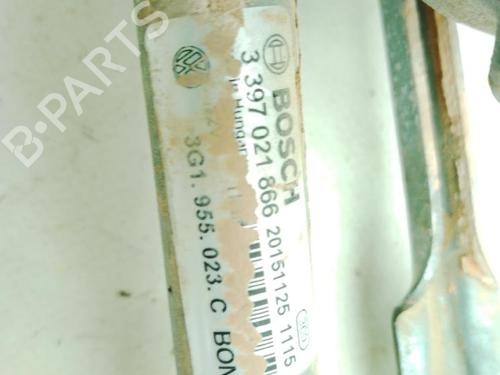 BOSCH
3 397 021 866 20151125 1115
3G1.955.023.C
B-PARTS